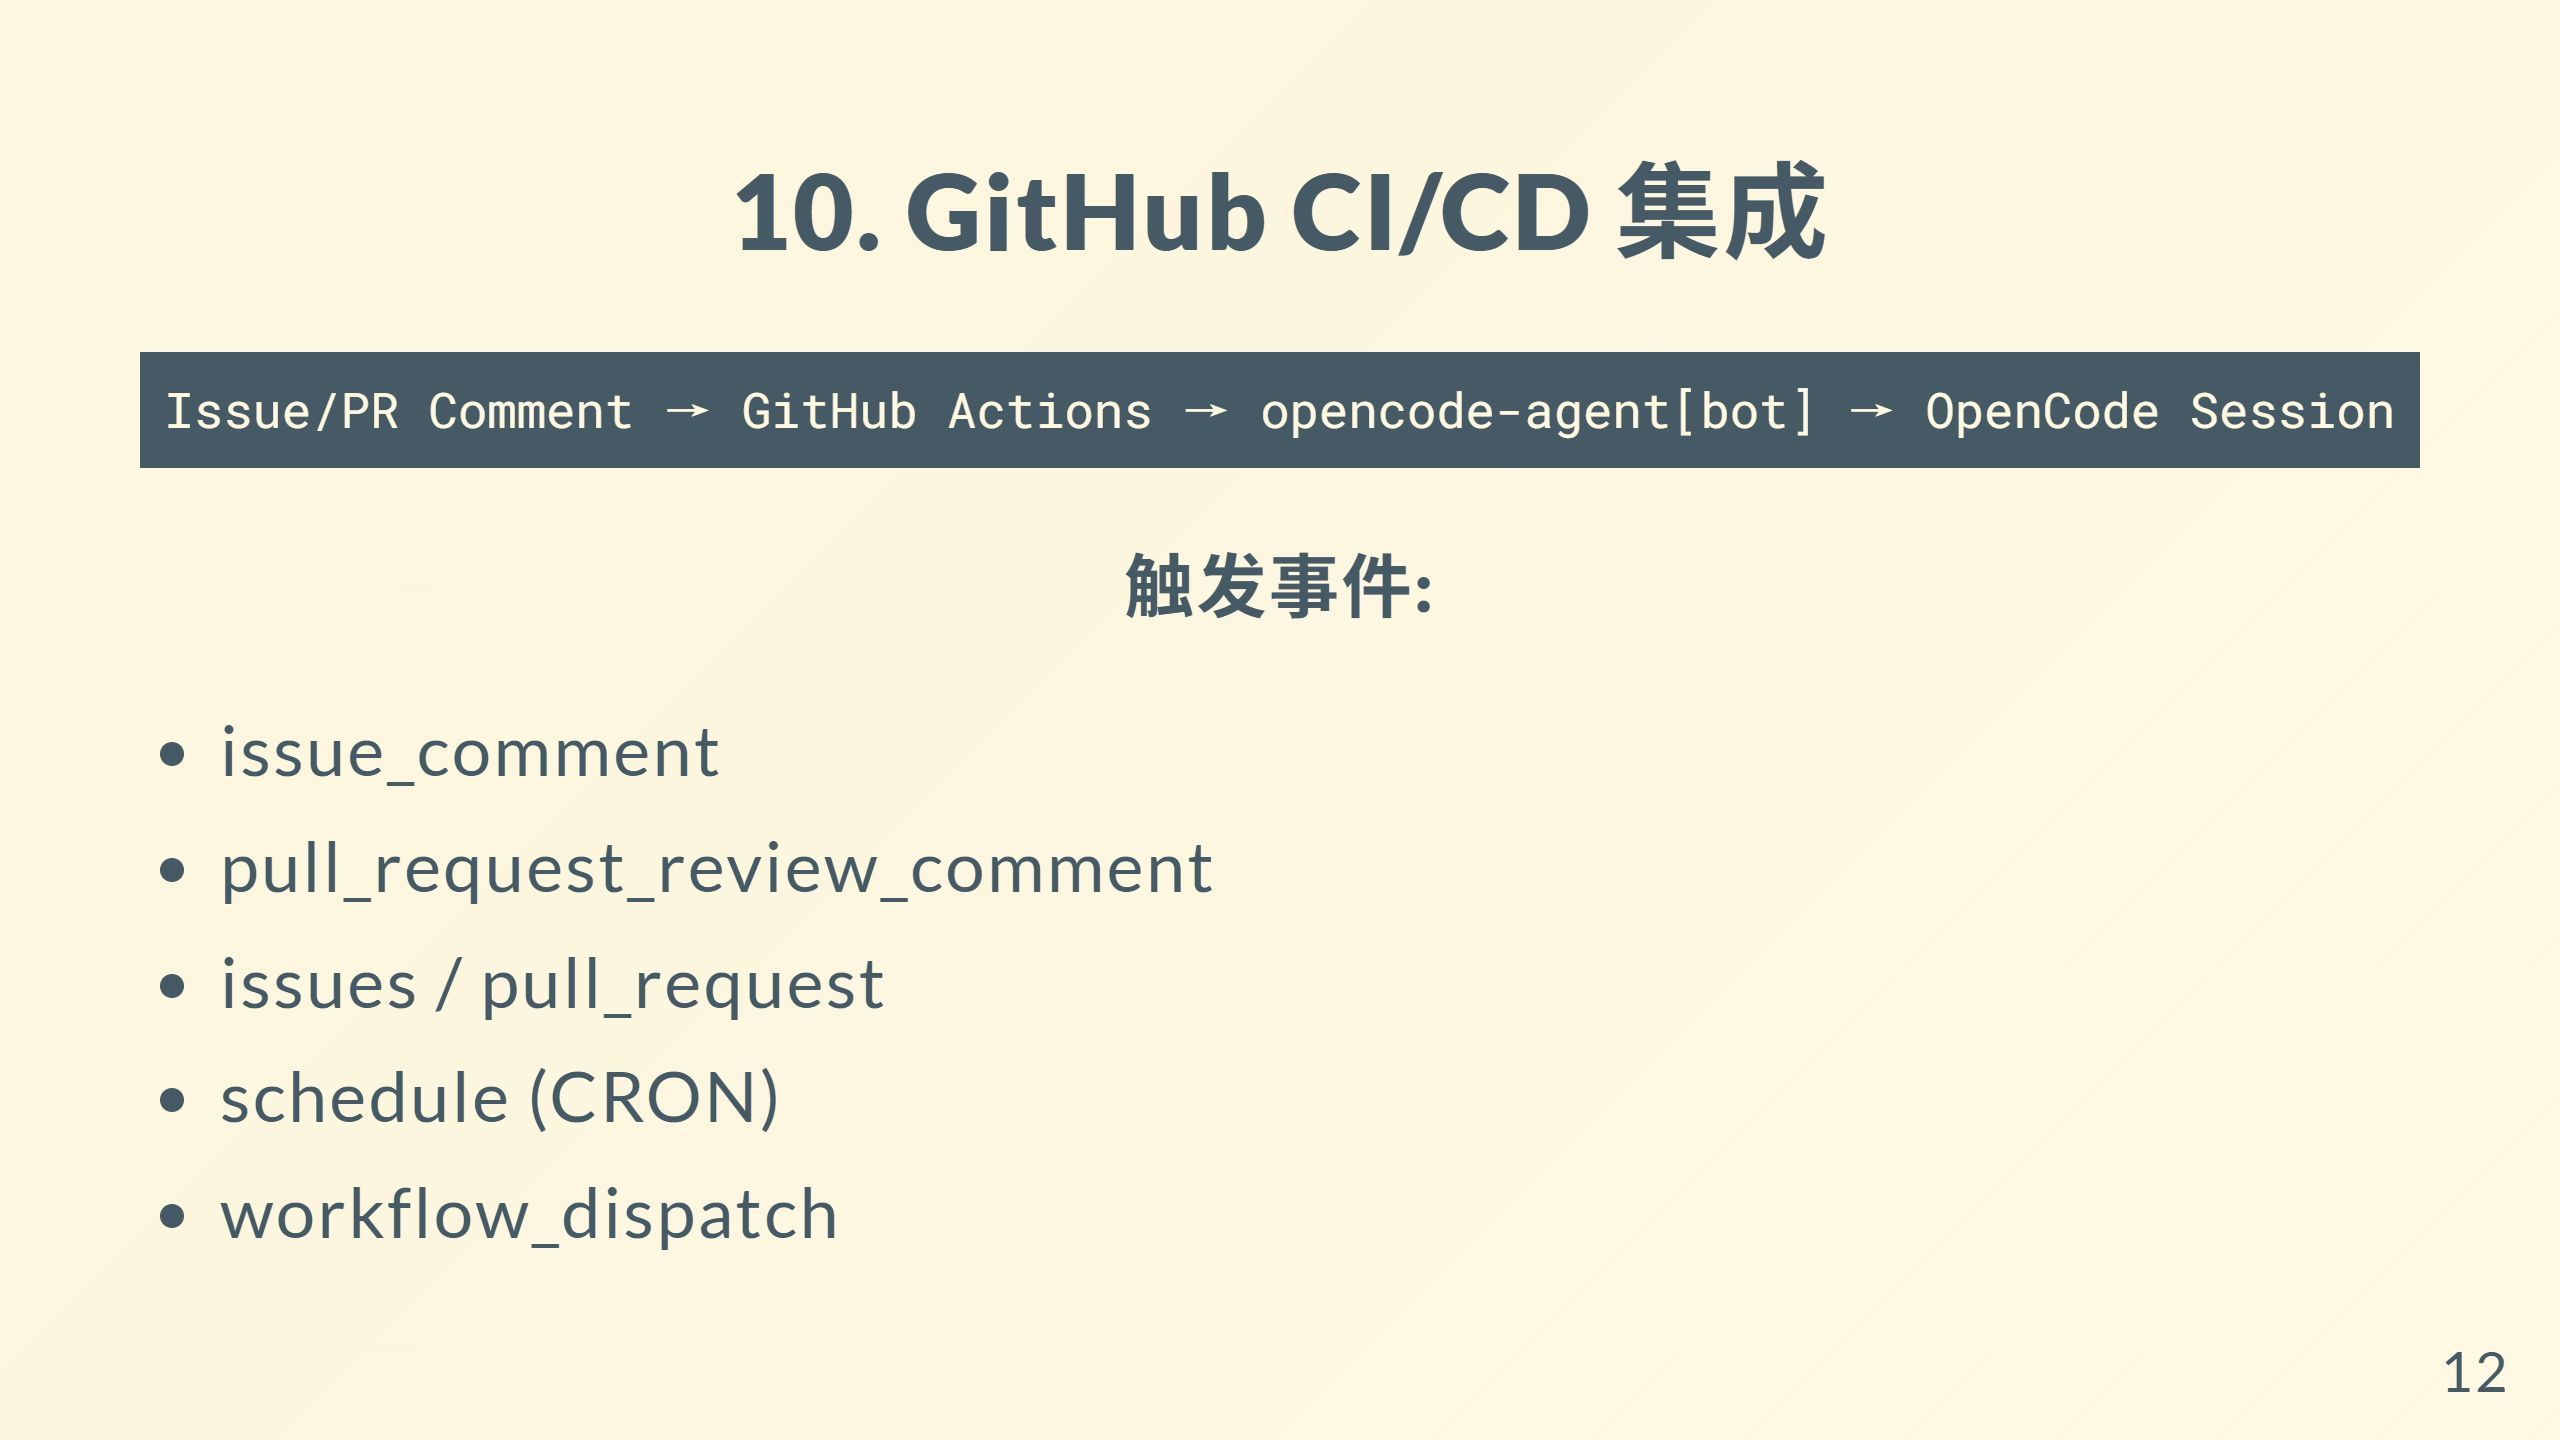 10. GitHub CI/CD 集成
Issue/PR Comment → GitHub Actions → opencode-agent[bot] → OpenCode Session
触发事件:
• issue_comment
• pull_request_review_comment
• issues / pull_request
• schedule (CRON)
• workflow_dispatch
12